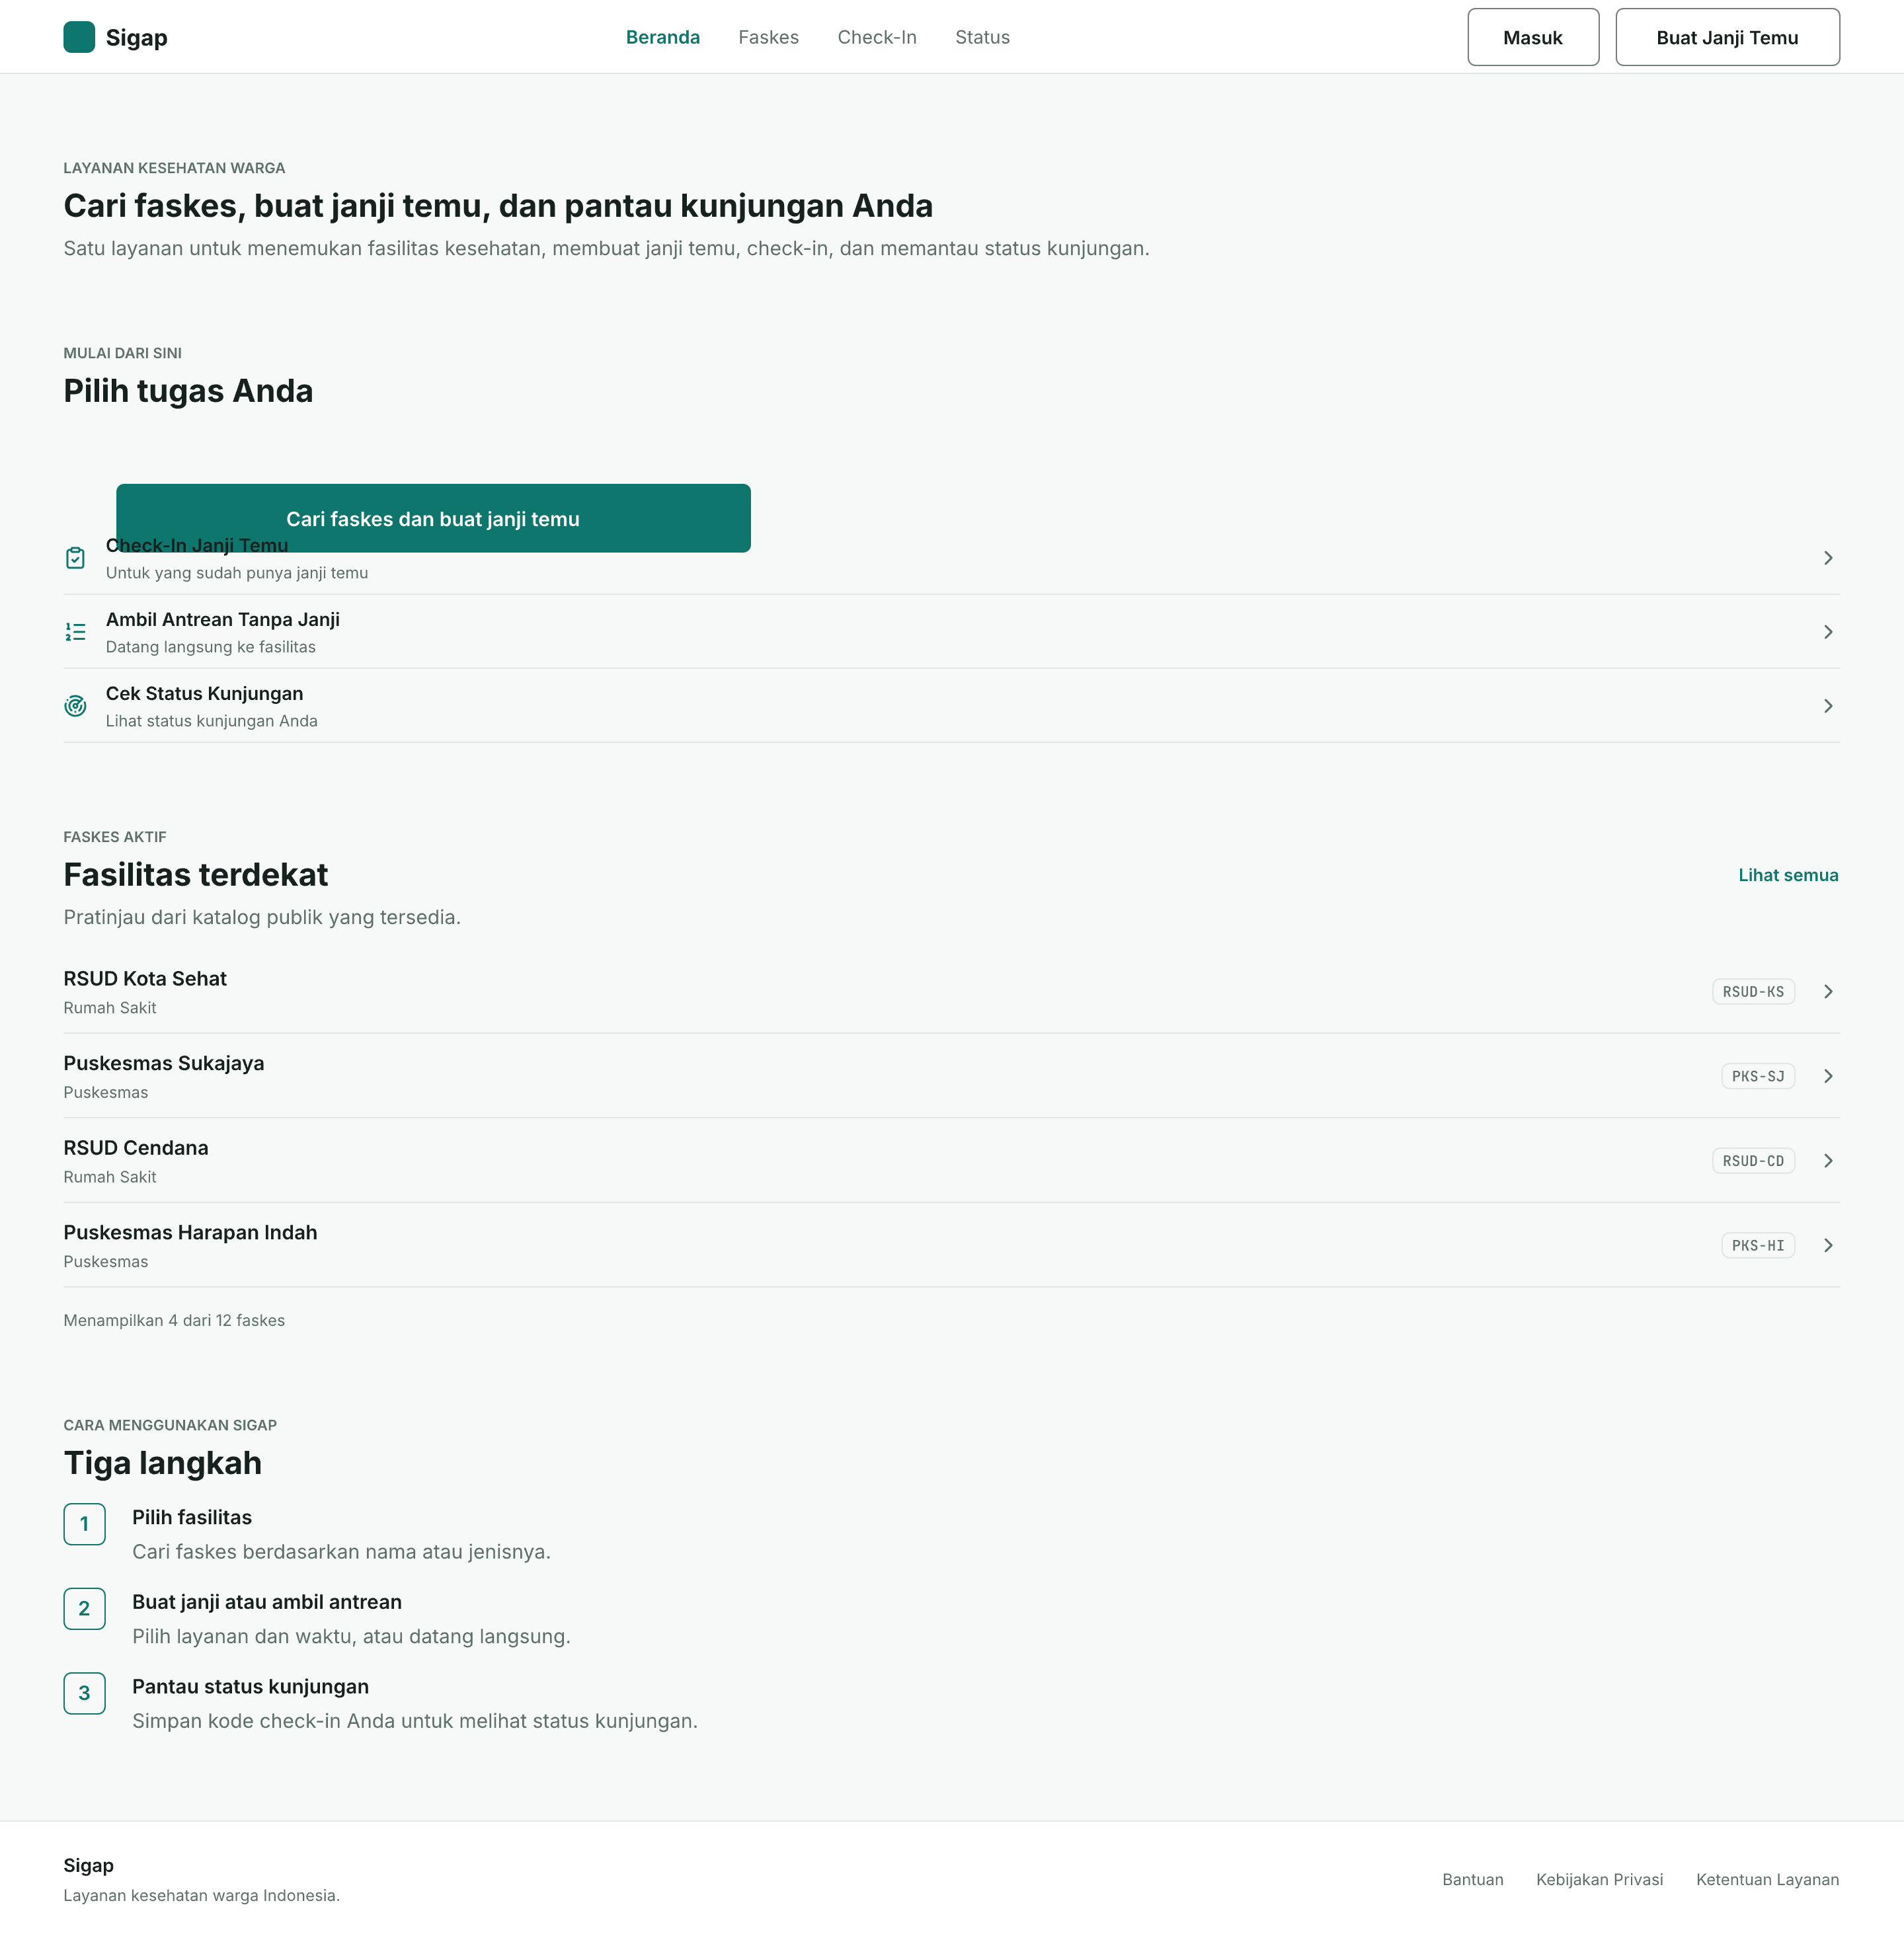 Sigap
Beranda
Faskes
Check-In
Status
Masuk
Buat Janji Temu
LAYANAN KESEHATAN WARGA
Cari faskes, buat janji temu, dan pantau kunjungan Anda
Satu layanan untuk menemukan fasilitas kesehatan, membuat janji temu, check-in, dan memantau status kunjungan.
MULAI DARI SINI
Pilih tugas Anda
Cari faskes dan buat janji temu
Check-In Janji Temu
Untuk yang sudah punya janji temu
Ambil Antrean Tanpa Janji
Datang langsung ke fasilitas
Cek Status Kunjungan
Lihat status kunjungan Anda
FASKES AKTIF
Fasilitas terdekat
Lihat semua
Pratinjau dari katalog publik yang tersedia.
RSUD Kota Sehat
Rumah Sakit
RSUD-KS
Puskesmas Sukajaya
Puskesmas
PKS-SJ
RSUD Cendana
Rumah Sakit
RSUD-CD
Puskesmas Harapan Indah
Puskesmas
PKS-HI
Menampilkan 4 dari 12 faskes
CARA MENGGUNAKAN SIGAP
Tiga langkah
1
Pilih fasilitas
Cari faskes berdasarkan nama atau jenisnya.
2
Buat janji atau ambil antrean
Pilih layanan dan waktu, atau datang langsung.
3
Pantau status kunjungan
Simpan kode check-in Anda untuk melihat status kunjungan.
Sigap
Layanan kesehatan warga Indonesia.
Bantuan
Kebijakan Privasi
Ketentuan Layanan